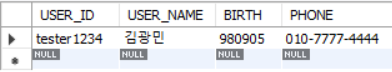 USER_ID USER_NAME BIRTH PHONE
tester1234 김광민 980905 010-7777-4444
NULL NULL NULL NULL